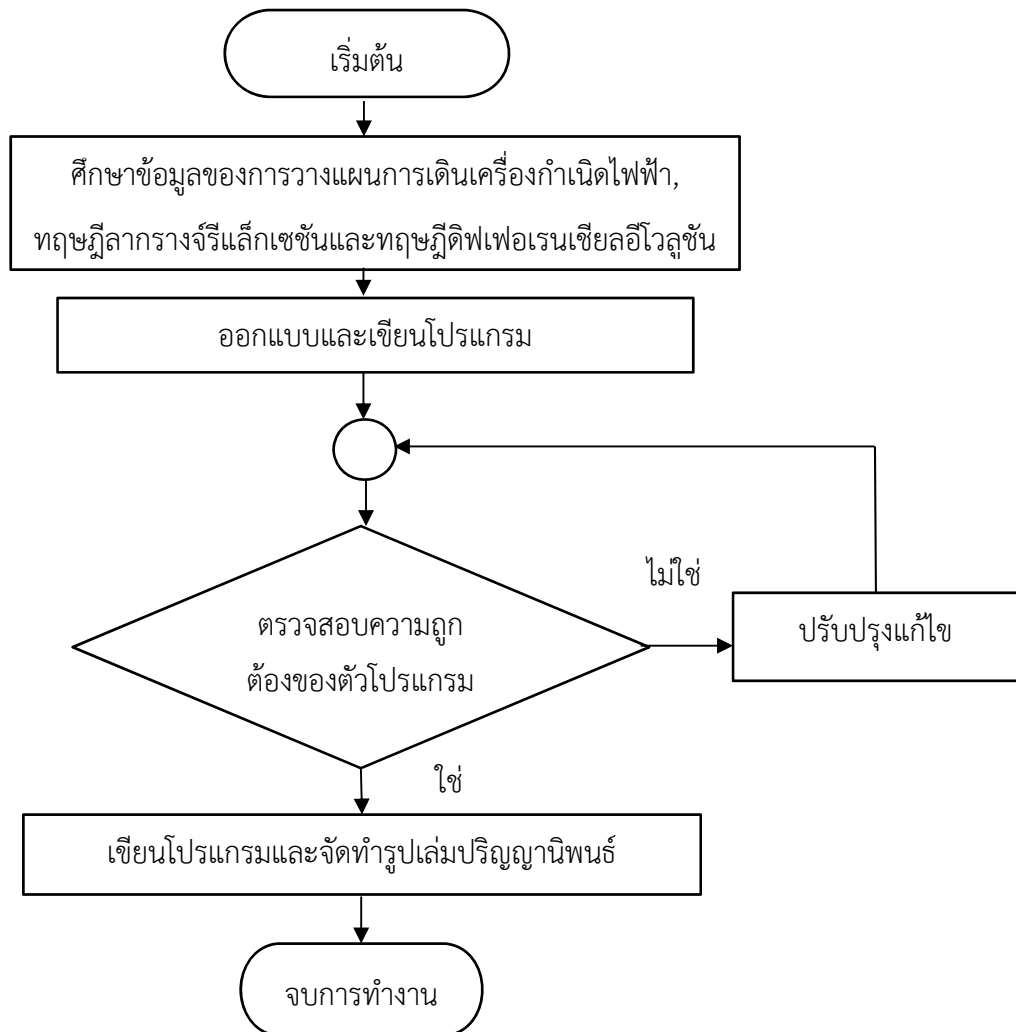 เริ่มต้น
ศึกษาข้อมูลของการวางแผนการเดินเครื่องกำเนิดไฟฟ้า,
ทฤษฎีลากรางจ์รีแล็กเซชันและทฤษฎีดิฟเฟอเรนเชียลอีโวลูชัน
ออกแบบและเขียนโปรแกรม
ไม่ใช่
ตรวจสอบความถูก
ต้องของตัวโปรแกรม
ปรับปรุงแก้ไข
ใช่
เขียนโปรแกรมและจัดทำรูปเล่มปริญญานิพนธ์
จบการทำงาน